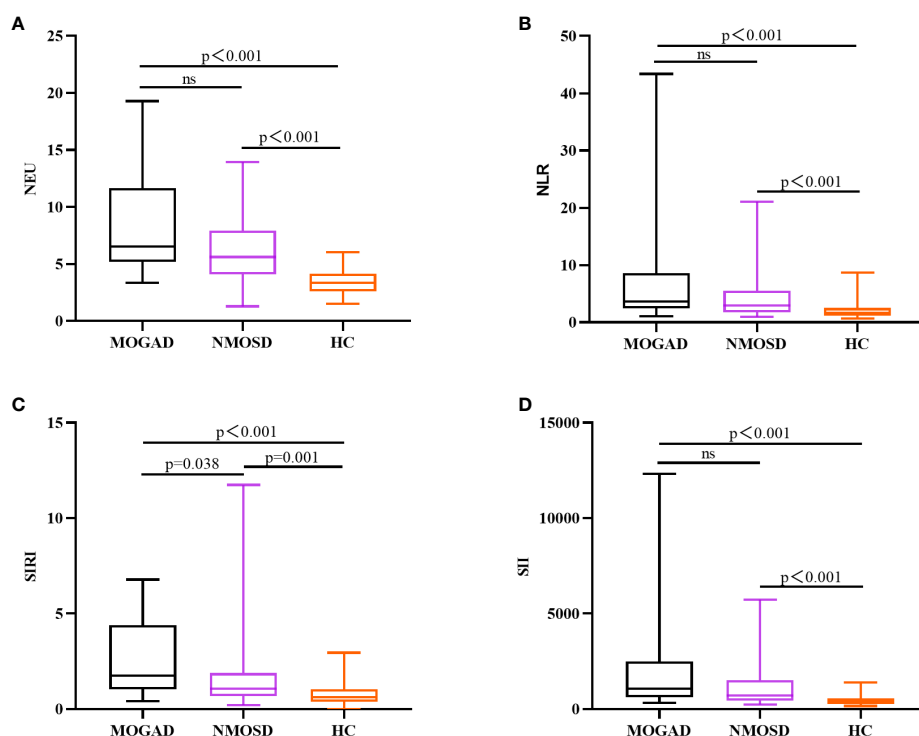 A
25
20
15
10
5
0
NEU
p<0.001
ns
p<0.001
MOGAD NMOSD HC
B
50
40
30
20
10
0
NLR
p<0.001
ns
p<0.001
MOGAD NMOSD HC
C
15
10
5
0
SIRI
p<0.001
p=0.038 p=0.001
MOGAD NMOSD HC
D
15000
10000
5000
0
SII
p<0.001
ns
p<0.001
MOGAD NMOSD HC